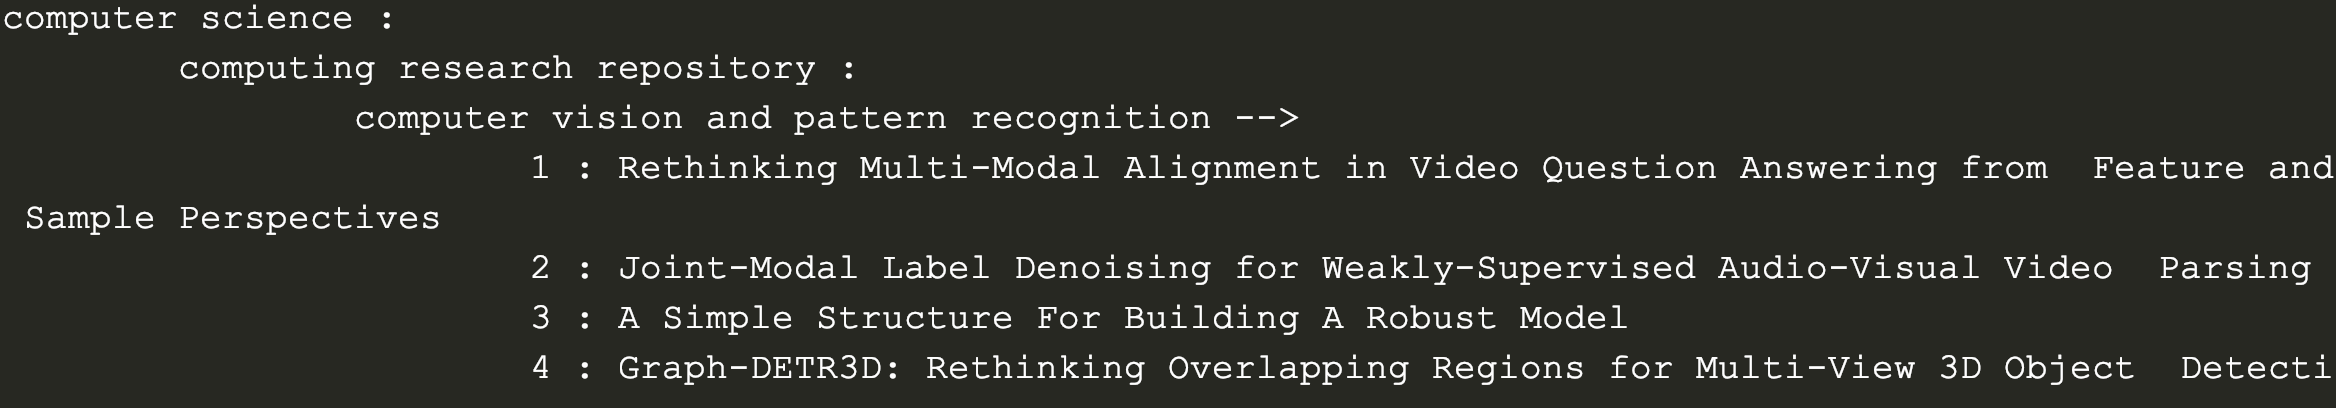 computer science :
computing research repository :
computer vision and pattern recognition -->
1 : Rethinking Multi-Modal Alignment in Video Question Answering from  Feature and
Sample Perspectives
2 : Joint-Modal Label Denoising for Weakly-Supervised Audio-Visual Video  Parsing
3 : A Simple Structure For Building A Robust Model
4 : Graph-DETR3D: Rethinking Overlapping Regions for Multi-View 3D Object  Detecti